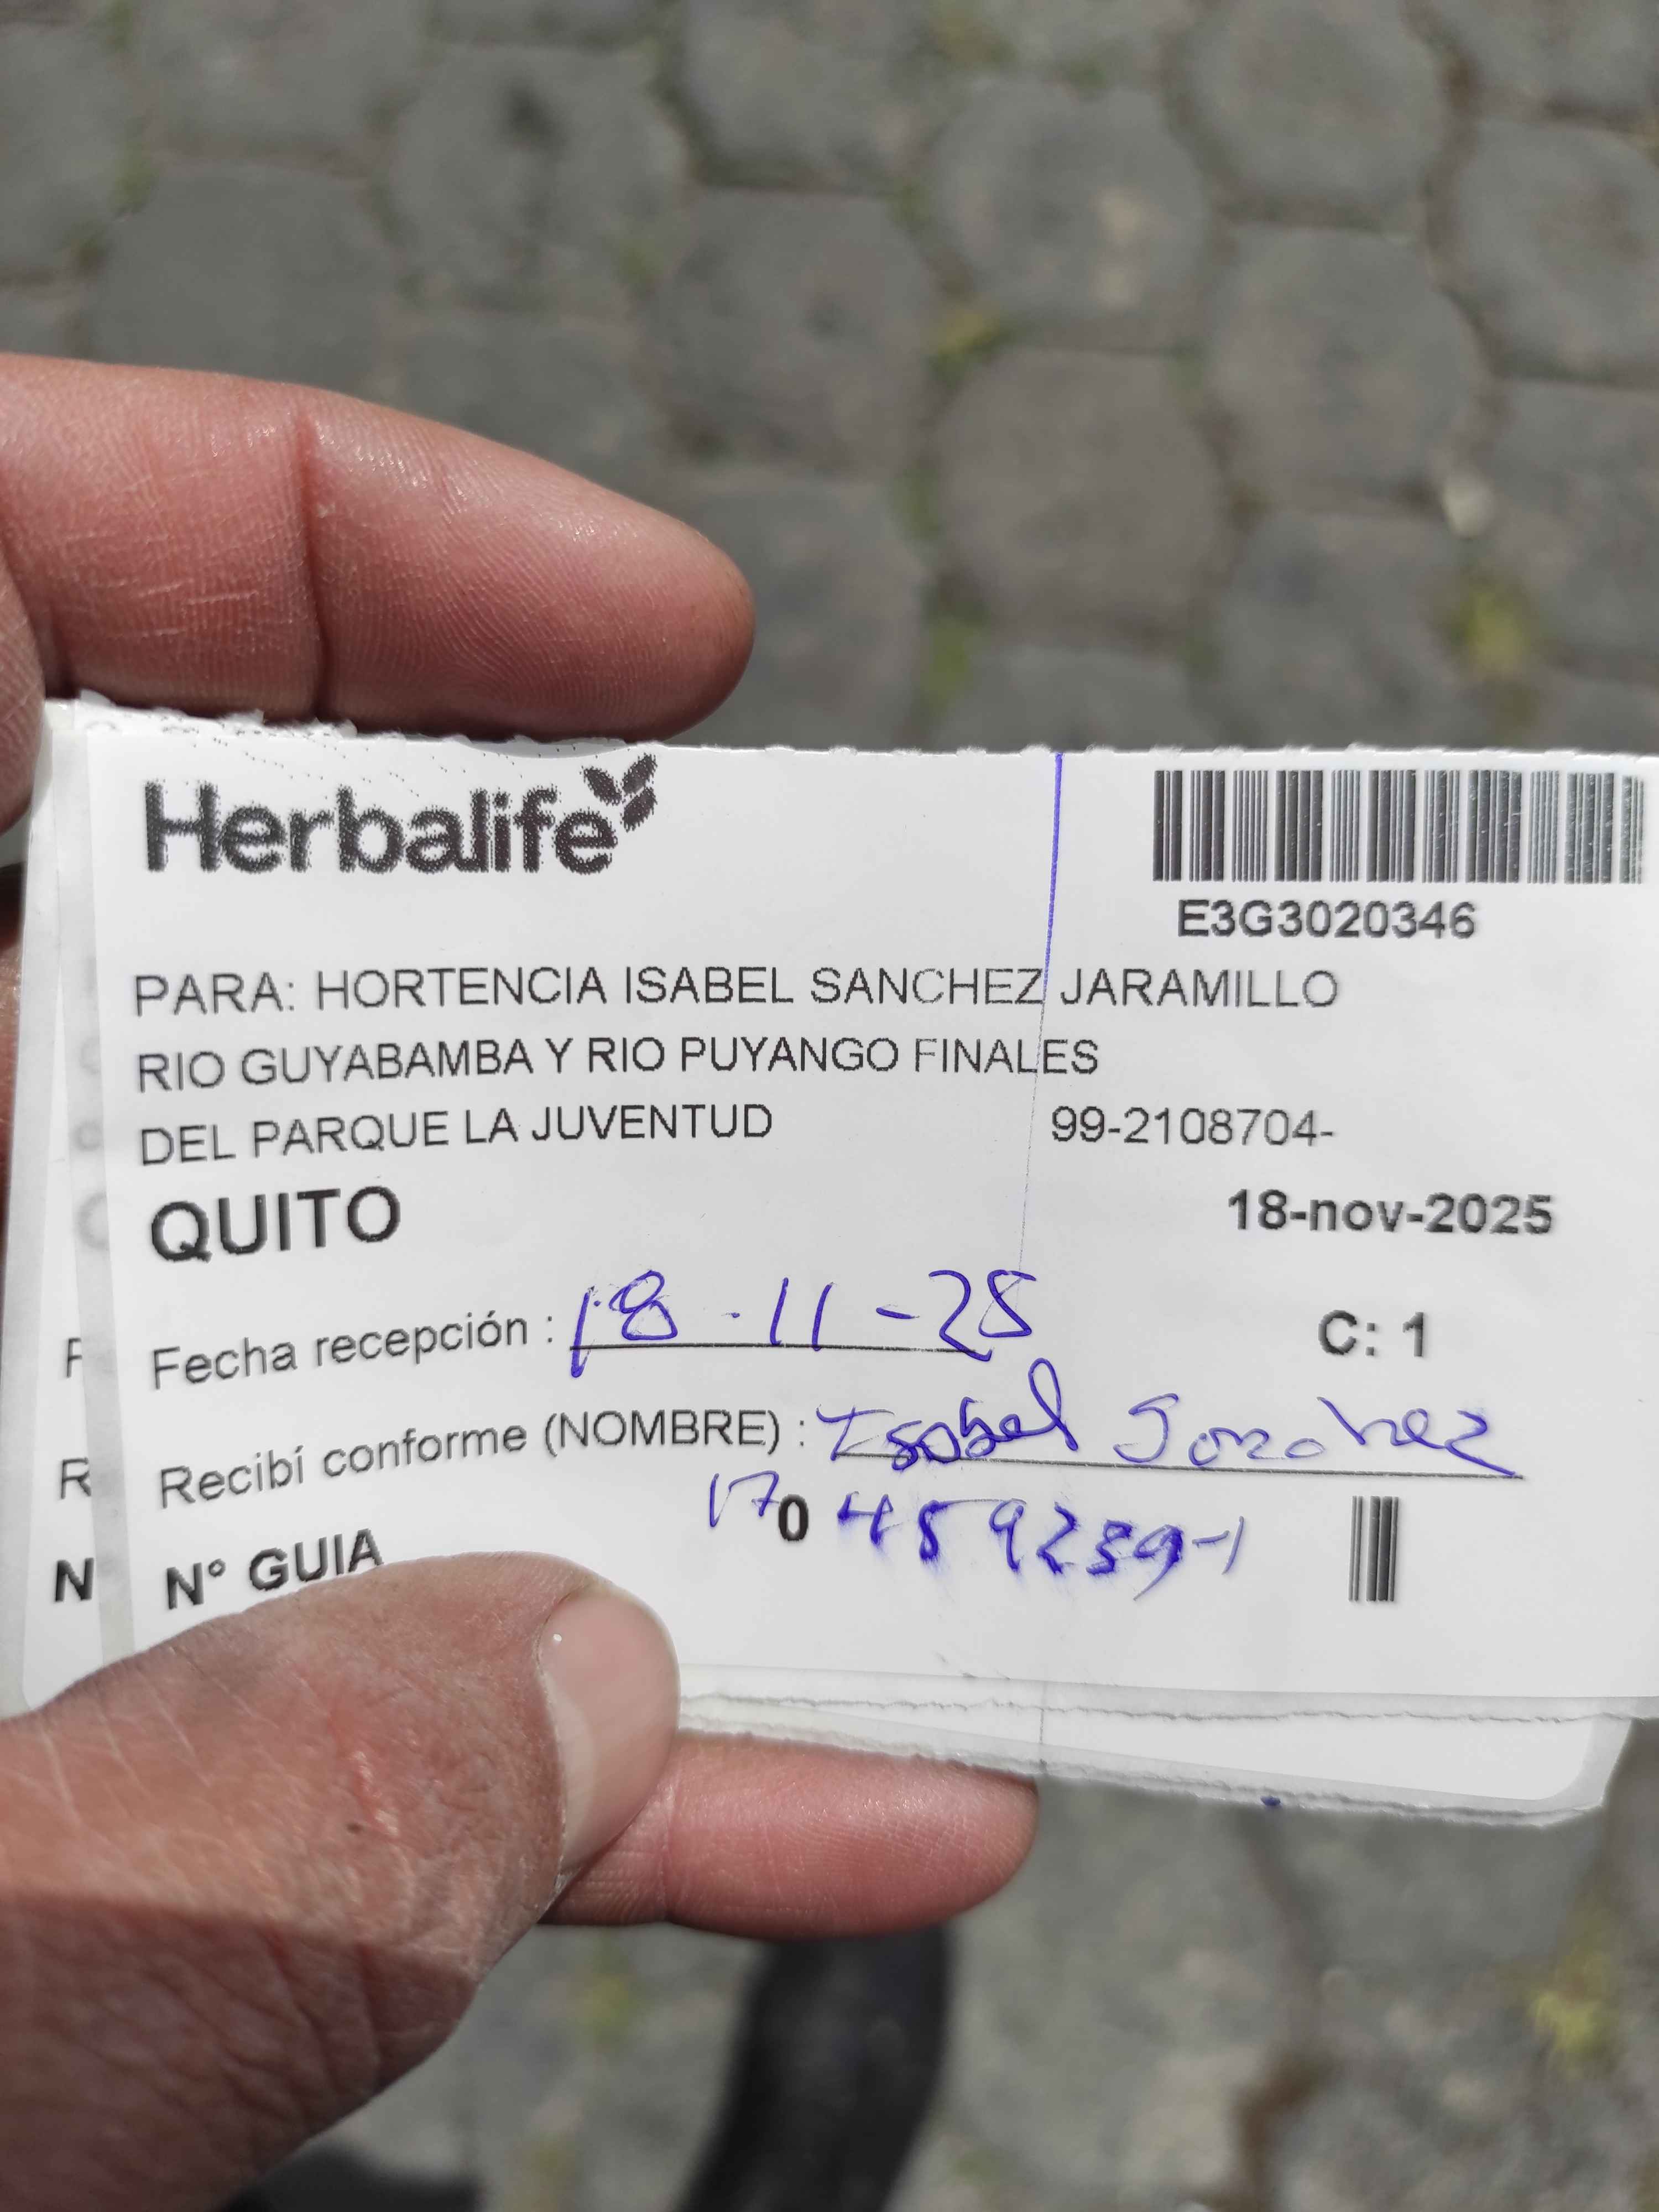 Herbalife
E3G3020346
PARA: HORTENCIA ISABEL SANCHEZ JARAMILLO
RIO GUYABAMBA Y RIO PUYANGO FINALES
DEL PARQUE LA JUVENTUD 99-2108704-
QUITO 18-nov-2025
Fecha recepción : 18-11-25 C: 1
Recibí conforme (NOMBRE) : Isabel Sanchez
N° GUIA 170459239-1
F
R
N